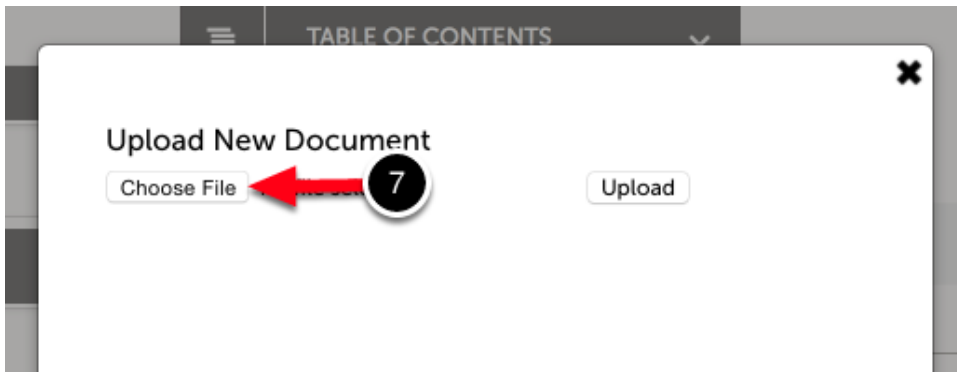 TABLE OF CONTENTS
Upload New Document
Choose File
7
Upload